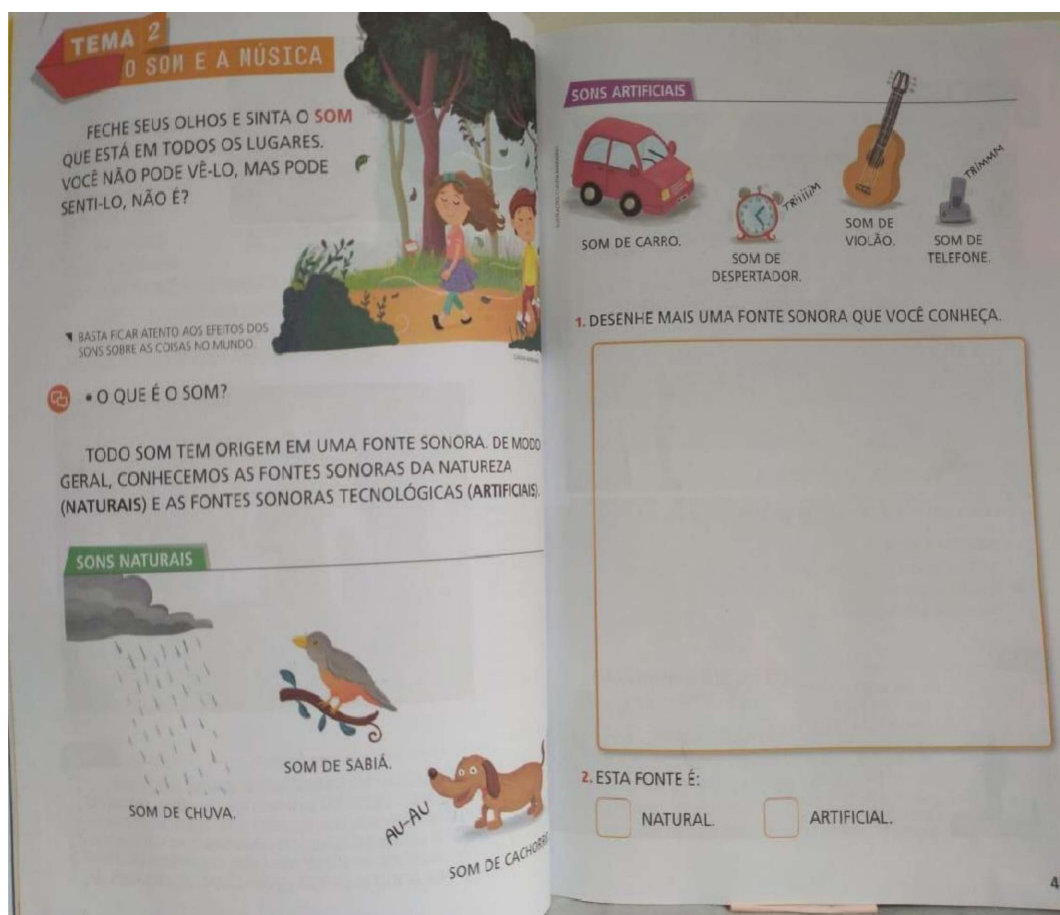 TEMA 2
O SOM E A MÚSICA
FECHE SEUS OLHOS E SINTA O SOM
QUE ESTÁ EM TODOS OS LUGARES.
VOCÊ NÃO PODE VÊ-LO, MAS PODE
SENTI-LO, NÃO É?
BASTA FICAR ATENTO AOS EFEITOS DOS
SONS SOBRE AS COISAS NO MUNDO.
• O QUE É O SOM?
TODO SOM TEM ORIGEM EM UMA FONTE SONORA. DE MODO
GERAL, CONHECEMOS AS FONTES SONORAS DA NATUREZA
(NATURAIS) E AS FONTES SONORAS TECNOLÓGICAS (ARTIFICIAIS).
SONS NATURAIS
SOM DE CHUVA.
SOM DE SABIÁ.
AU-AU
SOM DE CACHORR
SONS ARTIFICIAIS
SOM DE CARRO.
TRiiiiM
SOM DE
DESPERTADOR.
SOM DE
VIOLÃO.
TRIMMM
SOM DE
TELEFONE.
1. DESENHE MAIS UMA FONTE SONORA QUE VOCÊ CONHEÇA.
2. ESTA FONTE É:
NATURAL.
ARTIFICIAL.
4